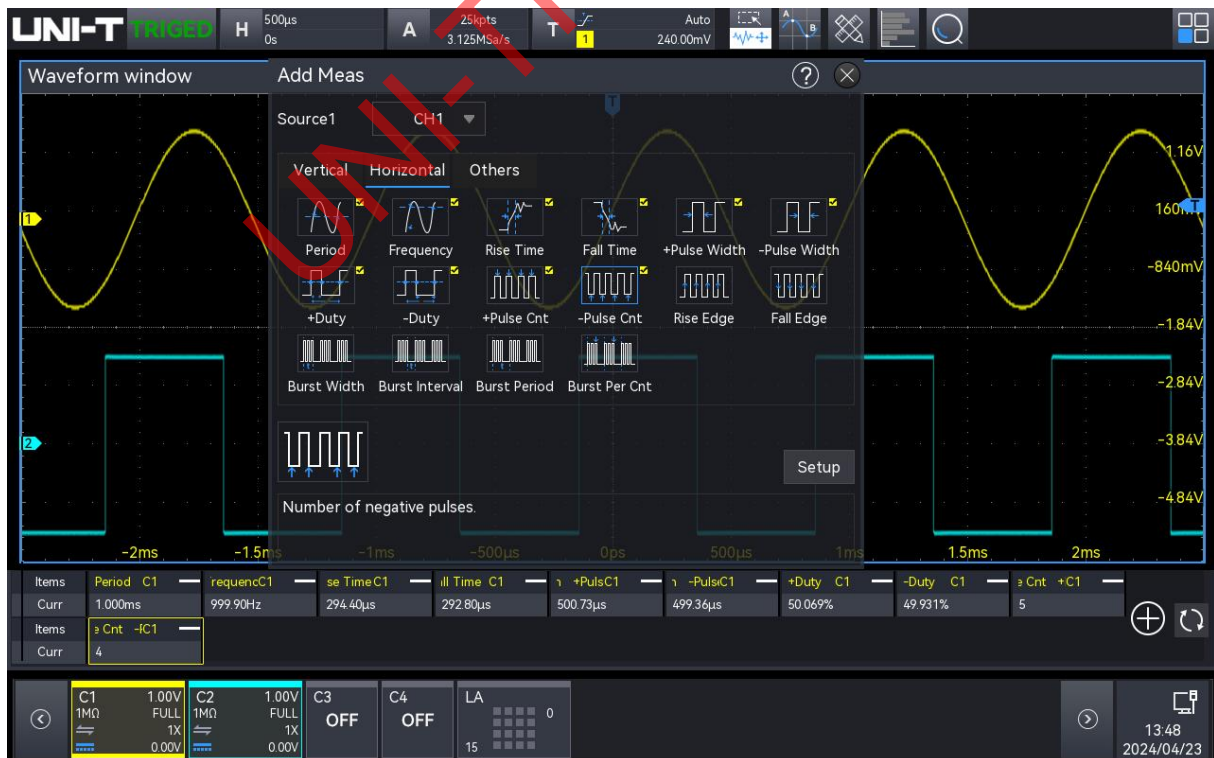 UNI-T TRIGED H 500μs 0s A 25kpts 3.125MSa/s T 1 Auto 240.00mV A B
Waveform window
Add Meas ?
T
Source1 CH1
1.16V
Vertical Horizontal Others
1 160m T
Period Frequency Rise Time Fall Time +Pulse Width -Pulse Width
-840mV
+Duty -Duty +Pulse Cnt -Pulse Cnt Rise Edge Fall Edge
-1.84V
Burst Width Burst Interval Burst Period Burst Per Cnt
-2.84V
2 -3.84V
Setup
Number of negative pulses.
-4.84V
-2ms -1.5ms -1ms -500μs 0ps 500μs 1ms 1.5ms 2ms
Items Period C1 requencC1 se TimeC1 ill Time C1 +PulsC1 -PulsC1 +Duty C1 -Duty C1 e Cnt +C1
Curr 1.000ms 999.90Hz 294.40μs 292.80μs 500.73μs 499.36μs 50.069% 49.931% 5
Items e Cnt -C1
Curr 4
C1 1.00V C2 1.00V C3 C4 LA
1MΩ FULL 1MΩ FULL OFF OFF 0
1X 1X
0.00V 0.00V 15
13:48
2024/04/23
UNI-T